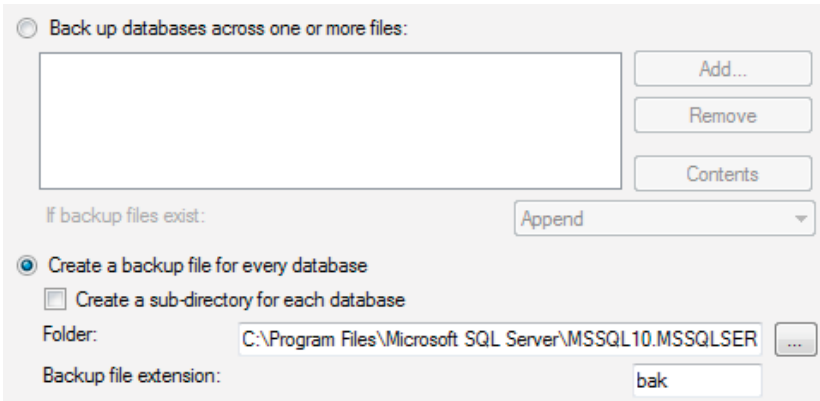 Back up databases across one or more files:
Add...
Remove
Contents
If backup files exist:
Append
Create a backup file for every database
Create a sub-directory for each database
Folder:
C:\Program Files\Microsoft SQL Server\MSSQL10.MSSQLSER
...
Backup file extension:
bak